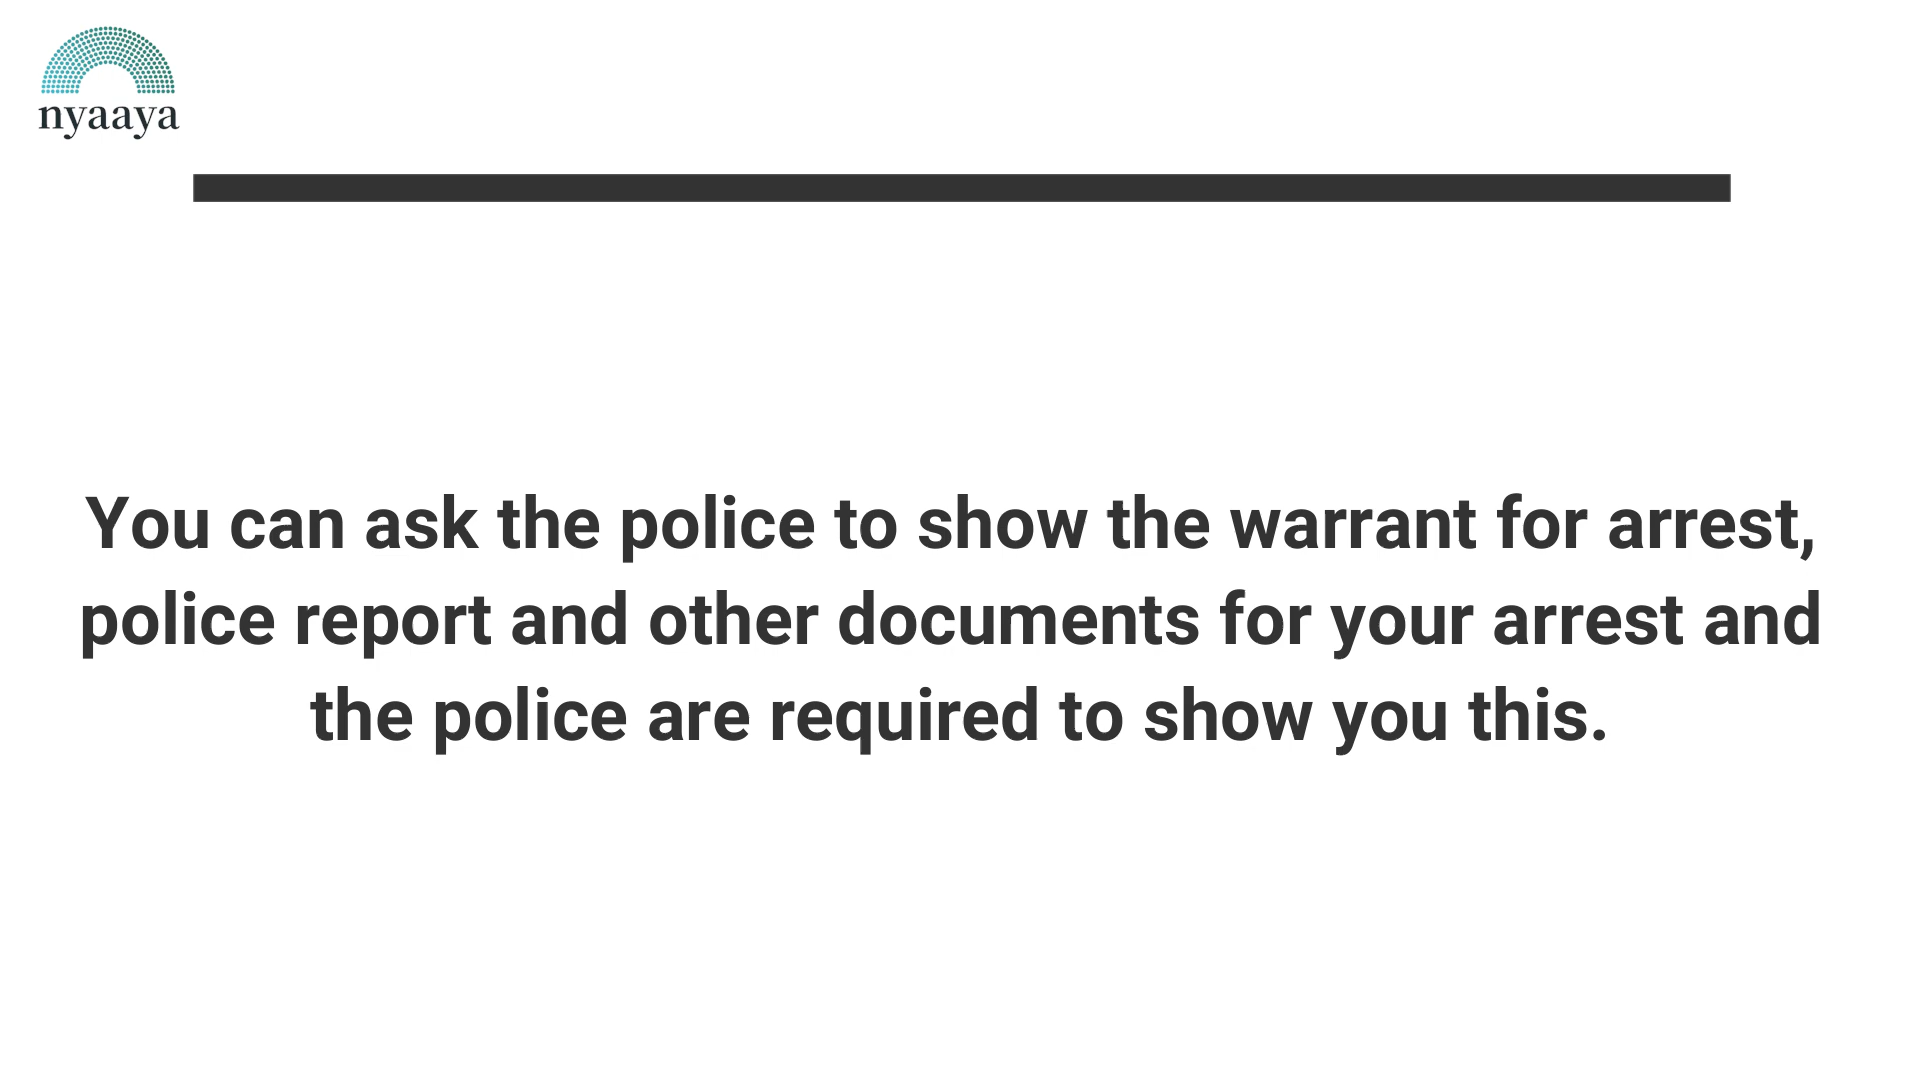 nyaaya
You can ask the police to show the warrant for arrest,
police report and other documents for your arrest and
the police are required to show you this.